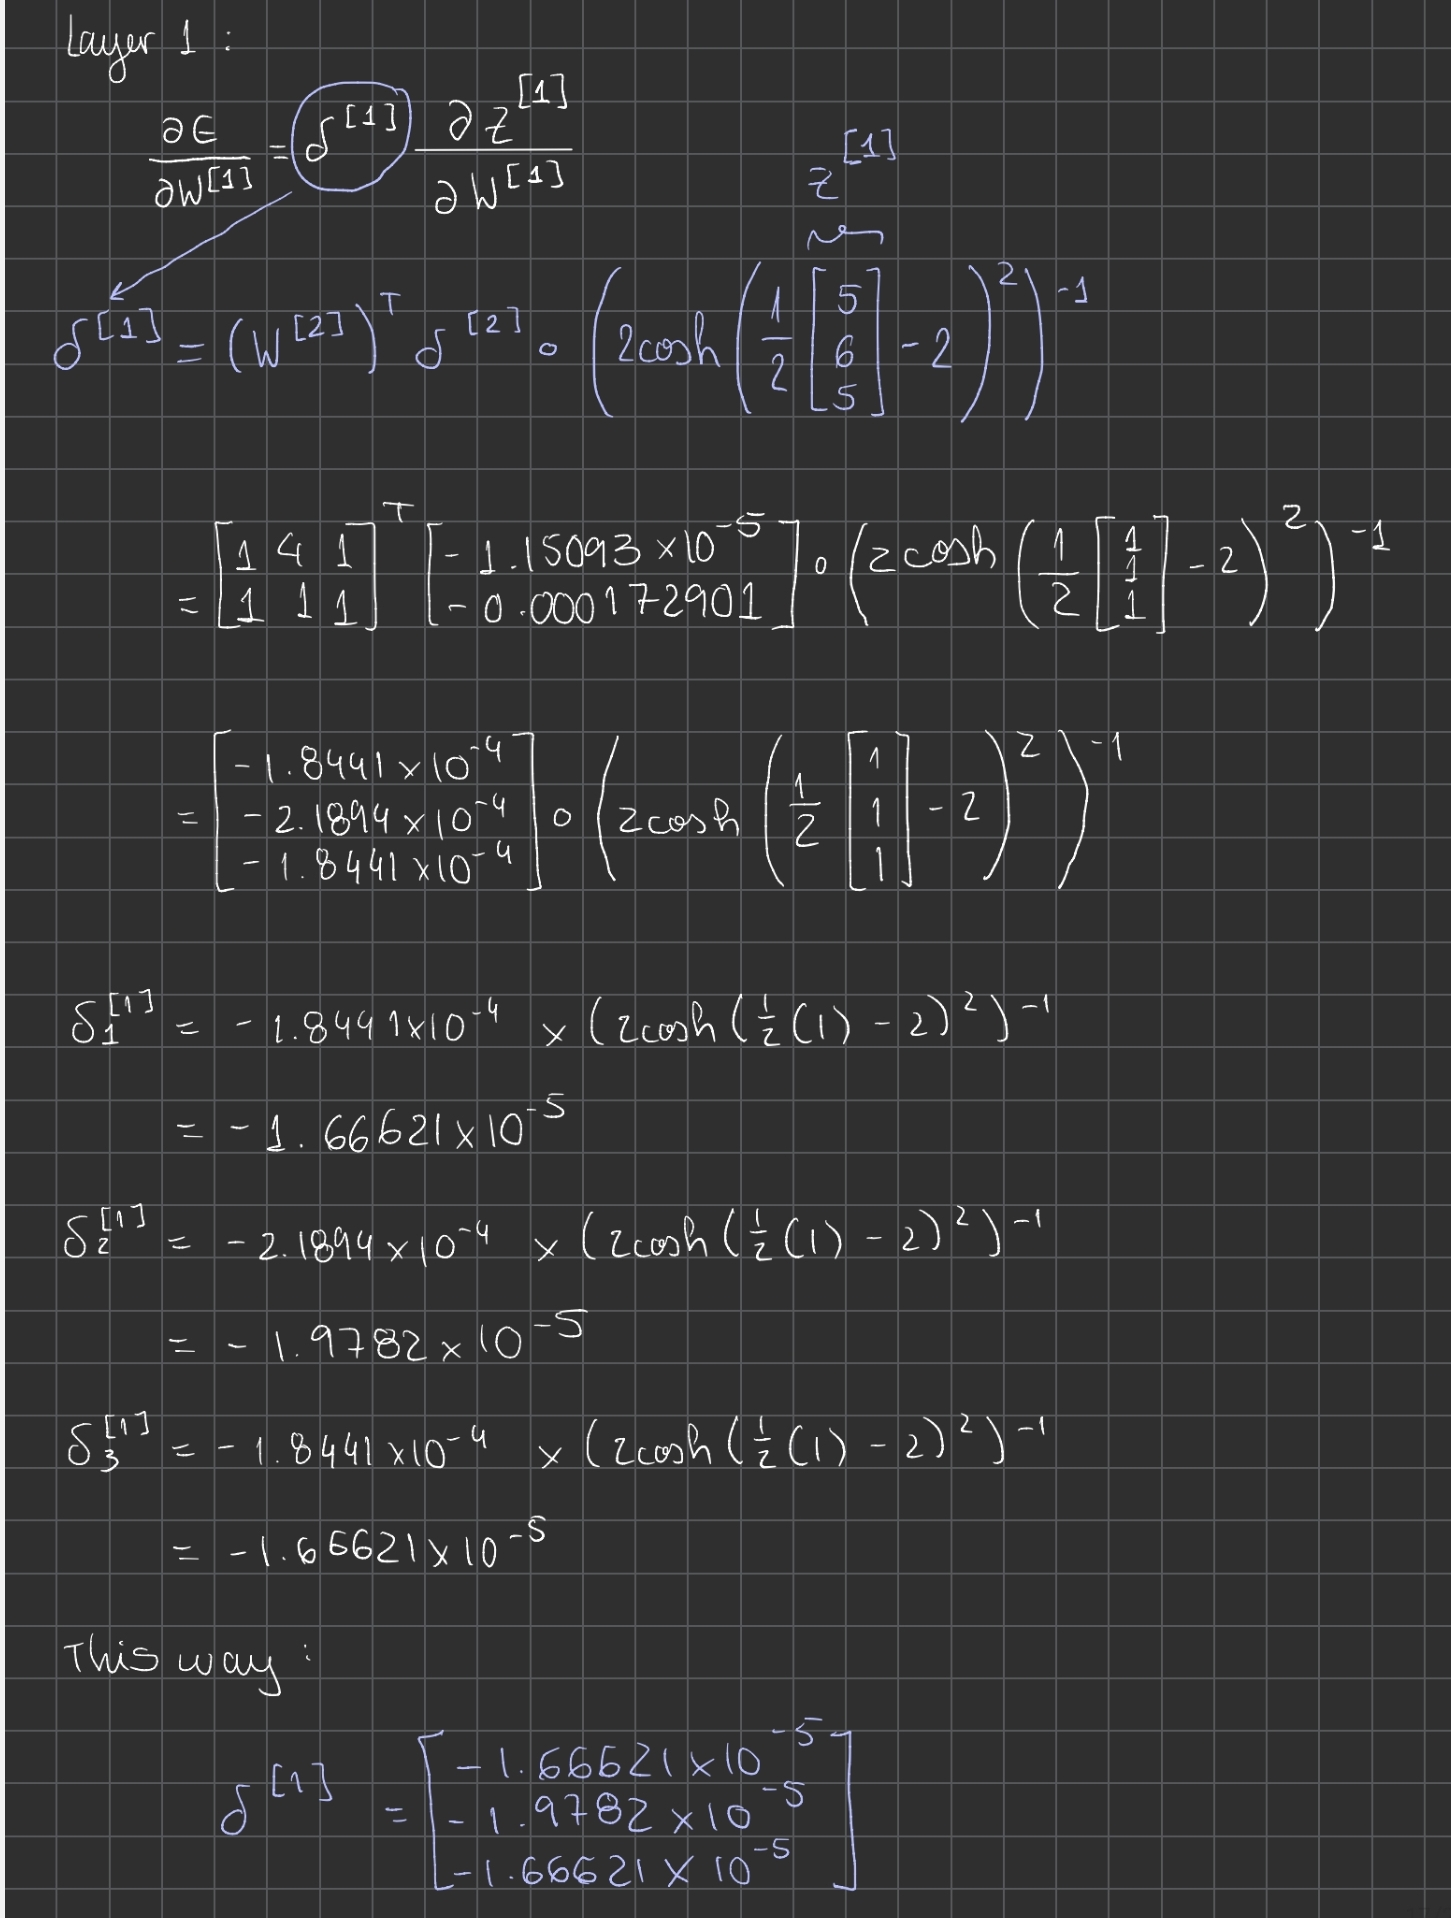 Layer 1 :
∂E/∂W^[1] = δ^[1] ∂z^[1]/∂W^[1]
z^[1]
δ^[1] = (W^[2])^T δ^[2] ∘ (2cosh(1/2 [5; 6; 5] - 2)^2)^-1
= [1 4 1; 1 1 1]^T [-1.15093 × 10^-5; -0.000172901] ∘ (2cosh(1/2 [1; 1; 1] - 2)^2)^-1
= [-1.8441 × 10^-4; -2.1894 × 10^-4; -1.8441 × 10^-4] ∘ (2cosh(1/2 [1; 1; 1] - 2)^2)^-1
δ_1^[1] = -1.8441×10^-4 × (2cosh(1/2(1) - 2)^2)^-1
= -1.66621×10^-5
δ_2^[1] = -2.1894×10^-4 × (2cosh(1/2(1) - 2)^2)^-1
= -1.9782×10^-5
δ_3^[1] = -1.8441×10^-4 × (2cosh(1/2(1) - 2)^2)^-1
= -1.66621×10^-5
This way :
δ^[1] = [-1.66621×10^-5; -1.9782×10^-5; -1.66621×10^-5]